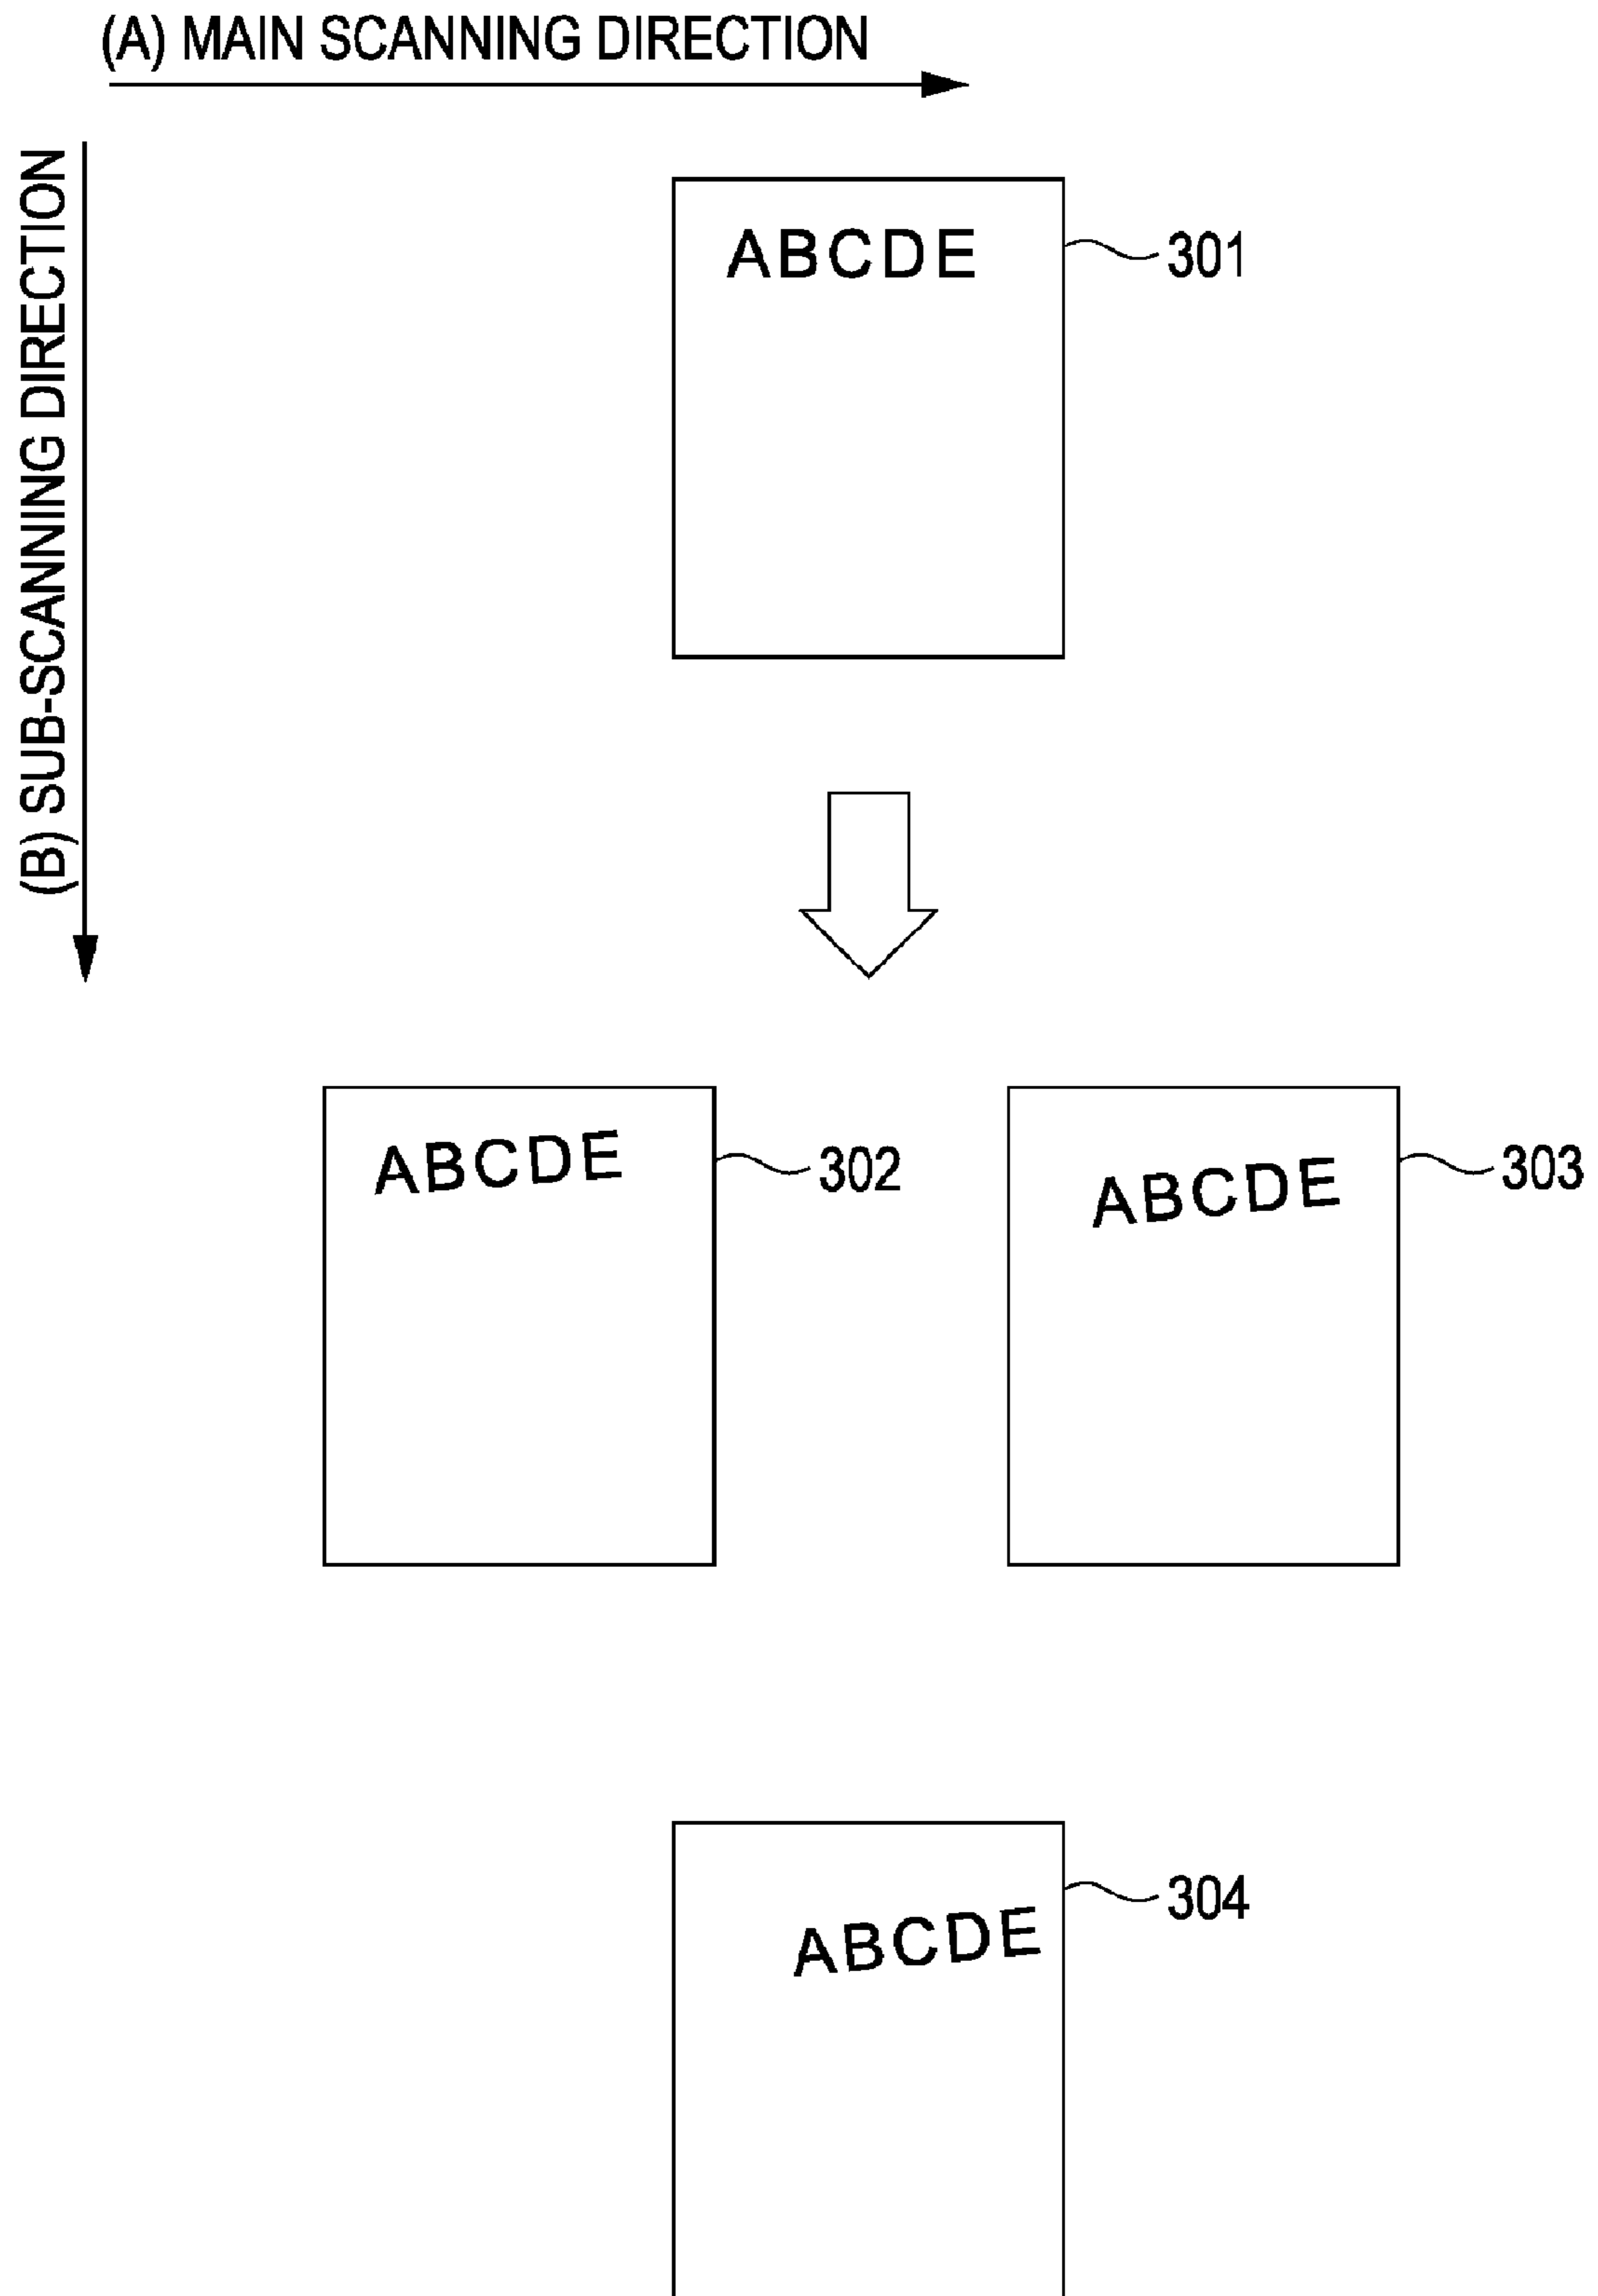 (A) MAIN SCANNING DIRECTION
(B) SUB-SCANNING DIRECTION
ABCDE
301
ABCDE
302
ABCDE
303
ABCDE
304